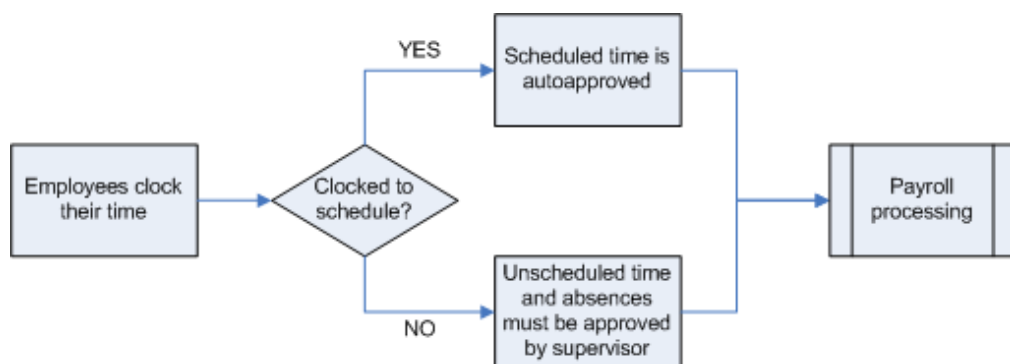 Employees clock
their time
Clocked to
schedule?
YES
Scheduled time is
autoapproved
NO
Unscheduled time
and absences
must be approved
by supervisor
Payroll
processing